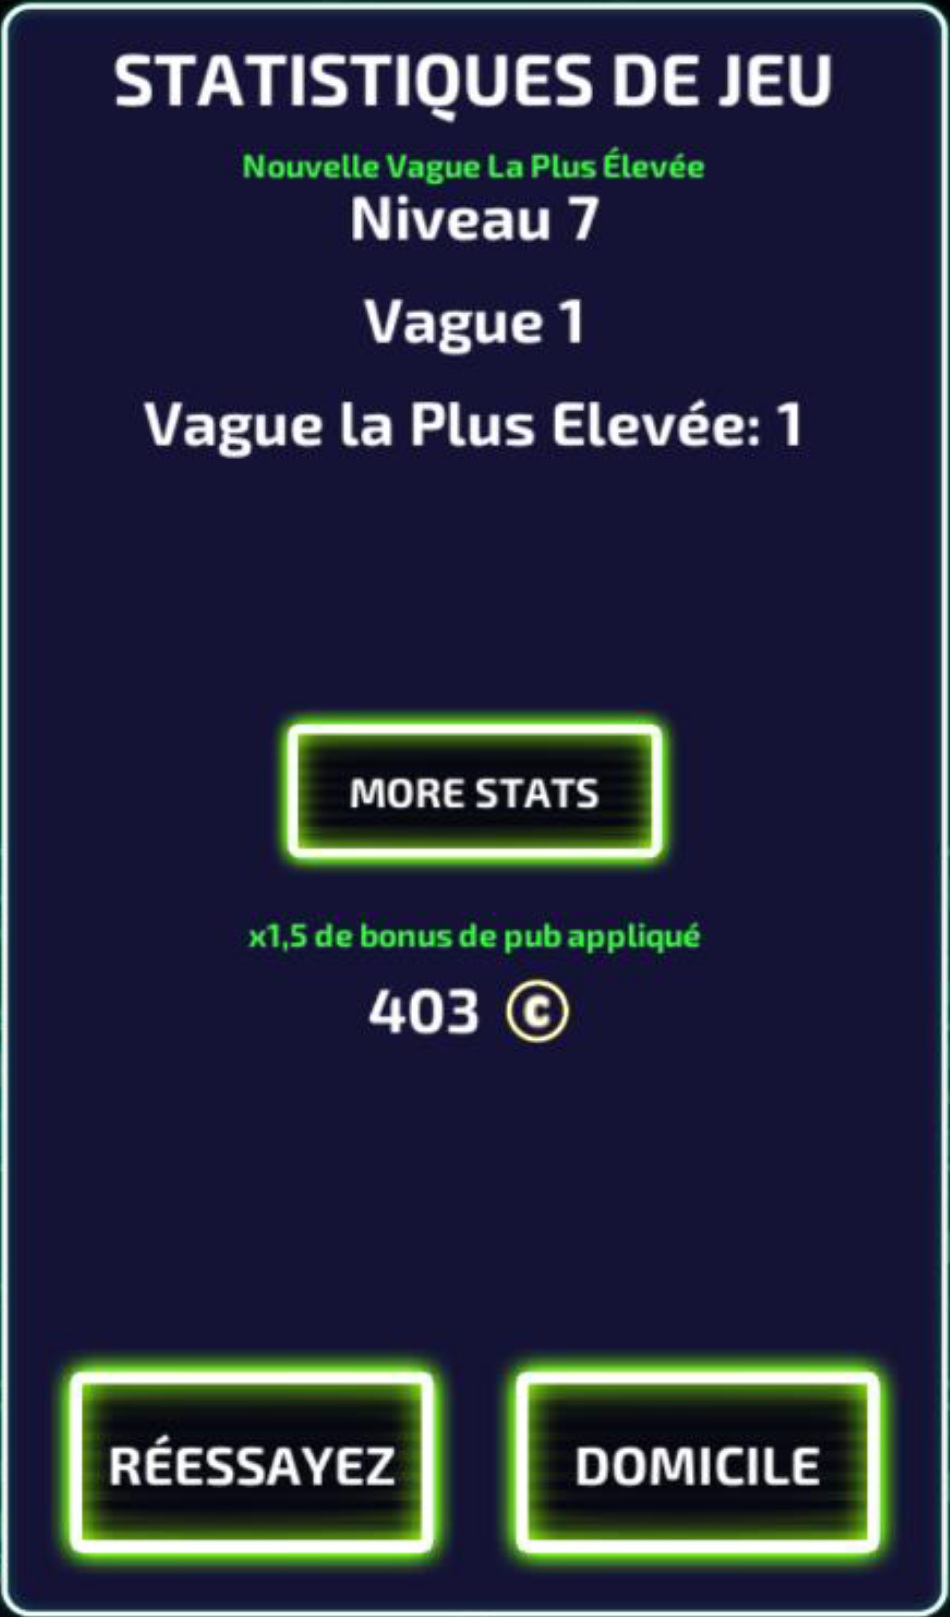 STATISTIQUES DE JEU
Nouvelle Vague La Plus Élevée
Niveau 7
Vague 1
Vague la Plus Elevée: 1
MORE STATS
x1,5 de bonus de pub appliqué
403 C
RÉESSAYEZ
DOMICILE